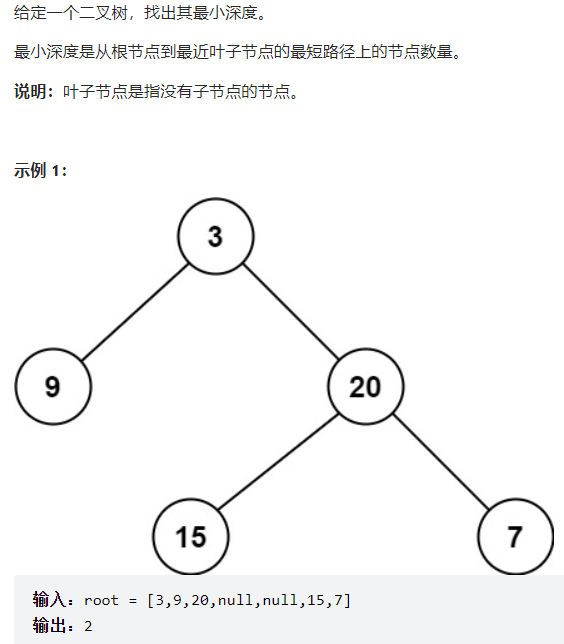 给定一个二叉树，找出其最小深度。
最小深度是从根节点到最近叶子节点的最短路径上的节点数量。
说明：叶子节点是指没有子节点的节点。
示例 1：
3
9
20
15
7
输入：root = [3,9,20,null,null,15,7]
输出：2